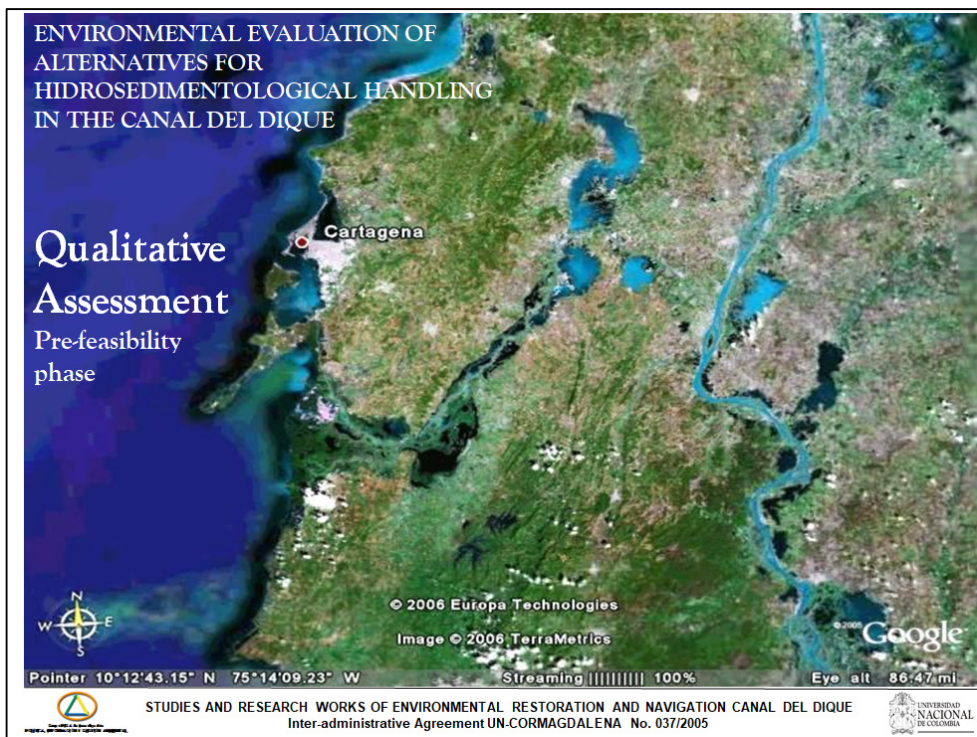 ENVIRONMENTAL EVALUATION OF
ALTERNATIVES FOR
HIDROSEDIMENTOLOGICAL HANDLING
IN THE CANAL DEL DIQUE
Cartagena
Qualitative
Assessment
Pre-feasibility
phase
© 2006 Europa Technologies
Image © 2006 TerraMetrics
N
W E
S
©2005 Google
Pointer 10°12'43.15" N 75°14'09.23" W Streaming |||||||||| 100% Eye alt 86.47 mi
STUDIES AND RESEARCH WORKS OF ENVIRONMENTAL RESTORATION AND NAVIGATION CANAL DEL DIQUE
Inter-administrative Agreement UN-CORMAGDALENA No. 037/2005
UNIVERSIDAD
NACIONAL
DE COLOMBIA